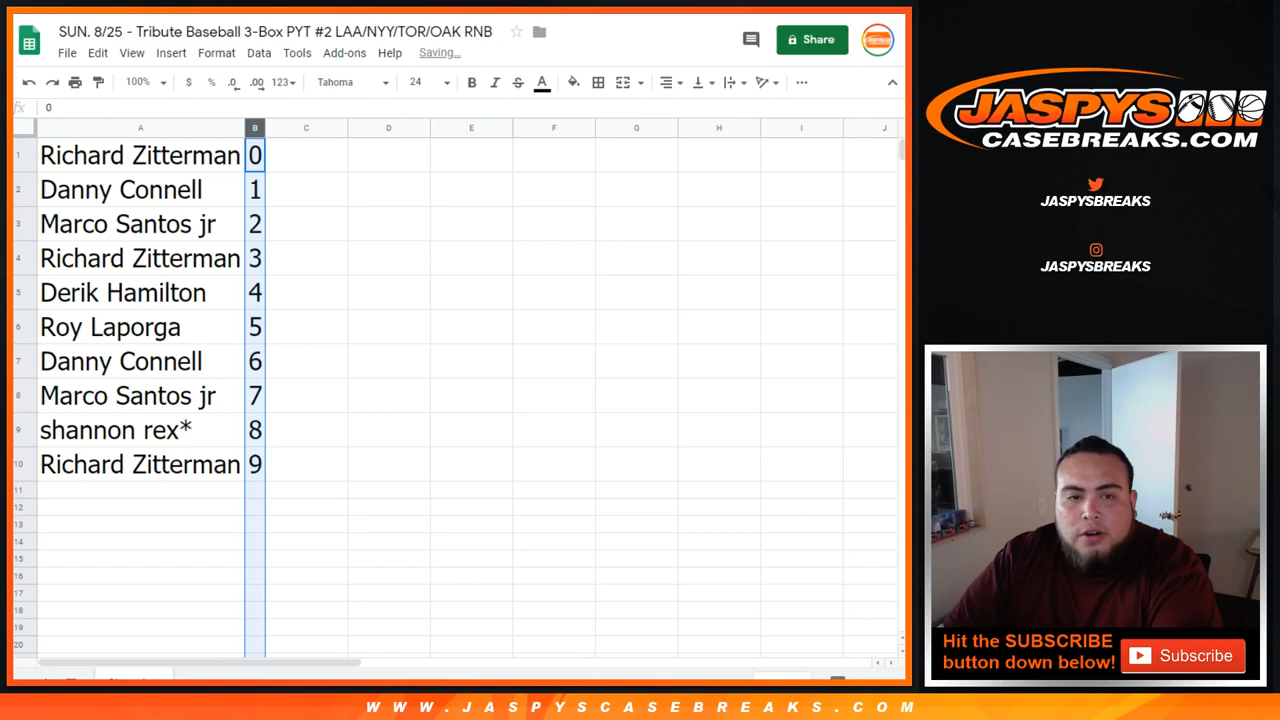 SUN. 8/25 - Tribute Baseball 3-Box PYT #2 LAA/NYY/TOR/OAK RNB
File Edit View Insert Format Data Tools Add-ons Help Saving...
Share
100% $ % .0 .00 123 Tahoma 24 B I S A
fx 0
A B C D E F G H I J
1 Richard Zitterman 0
2 Danny Connell 1
3 Marco Santos jr 2
4 Richard Zitterman 3
5 Derik Hamilton 4
6 Roy Laporga 5
7 Danny Connell 6
8 Marco Santos jr 7
9 shannon rex* 8
10 Richard Zitterman 9
11
12
13
14
15
16
17
18
19
20
JASPYS
CASEBREAKS.COM
JASPYSBREAKS
JASPYSBREAKS
Hit the SUBSCRIBE
button down below!
Subscribe
WWW.JASPYSCASEBREAKS.COM